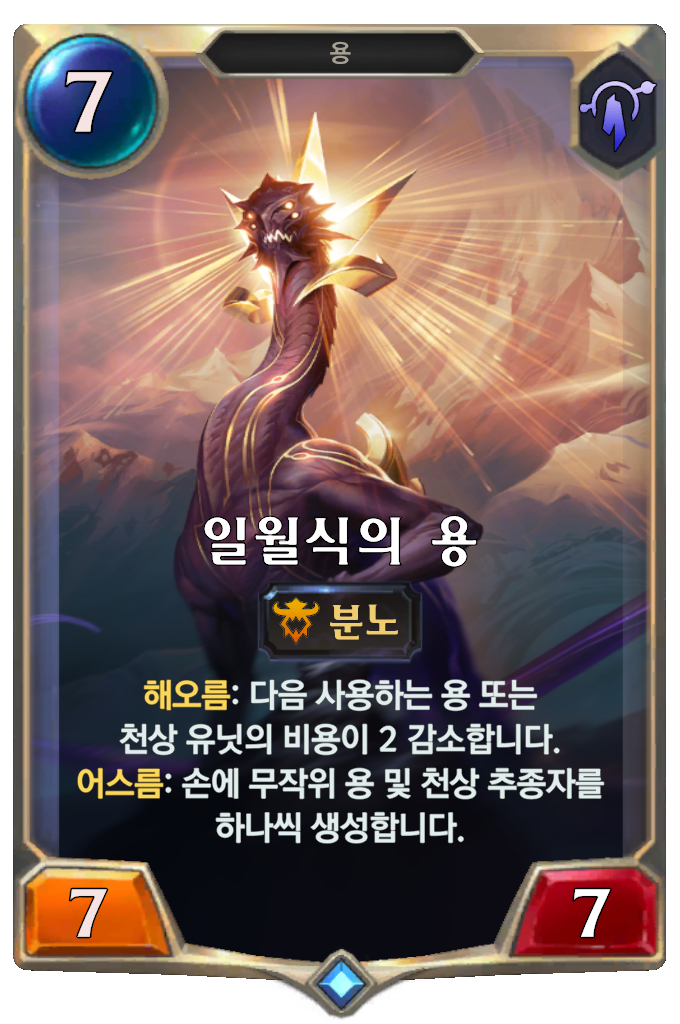 7
용
일월식의 용
분노
해오름: 다음 사용하는 용 또는
천상 유닛의 비용이 2 감소합니다.
어스름: 손에 무작위 용 및 천상 추종자를
하나씩 생성합니다.
7
7